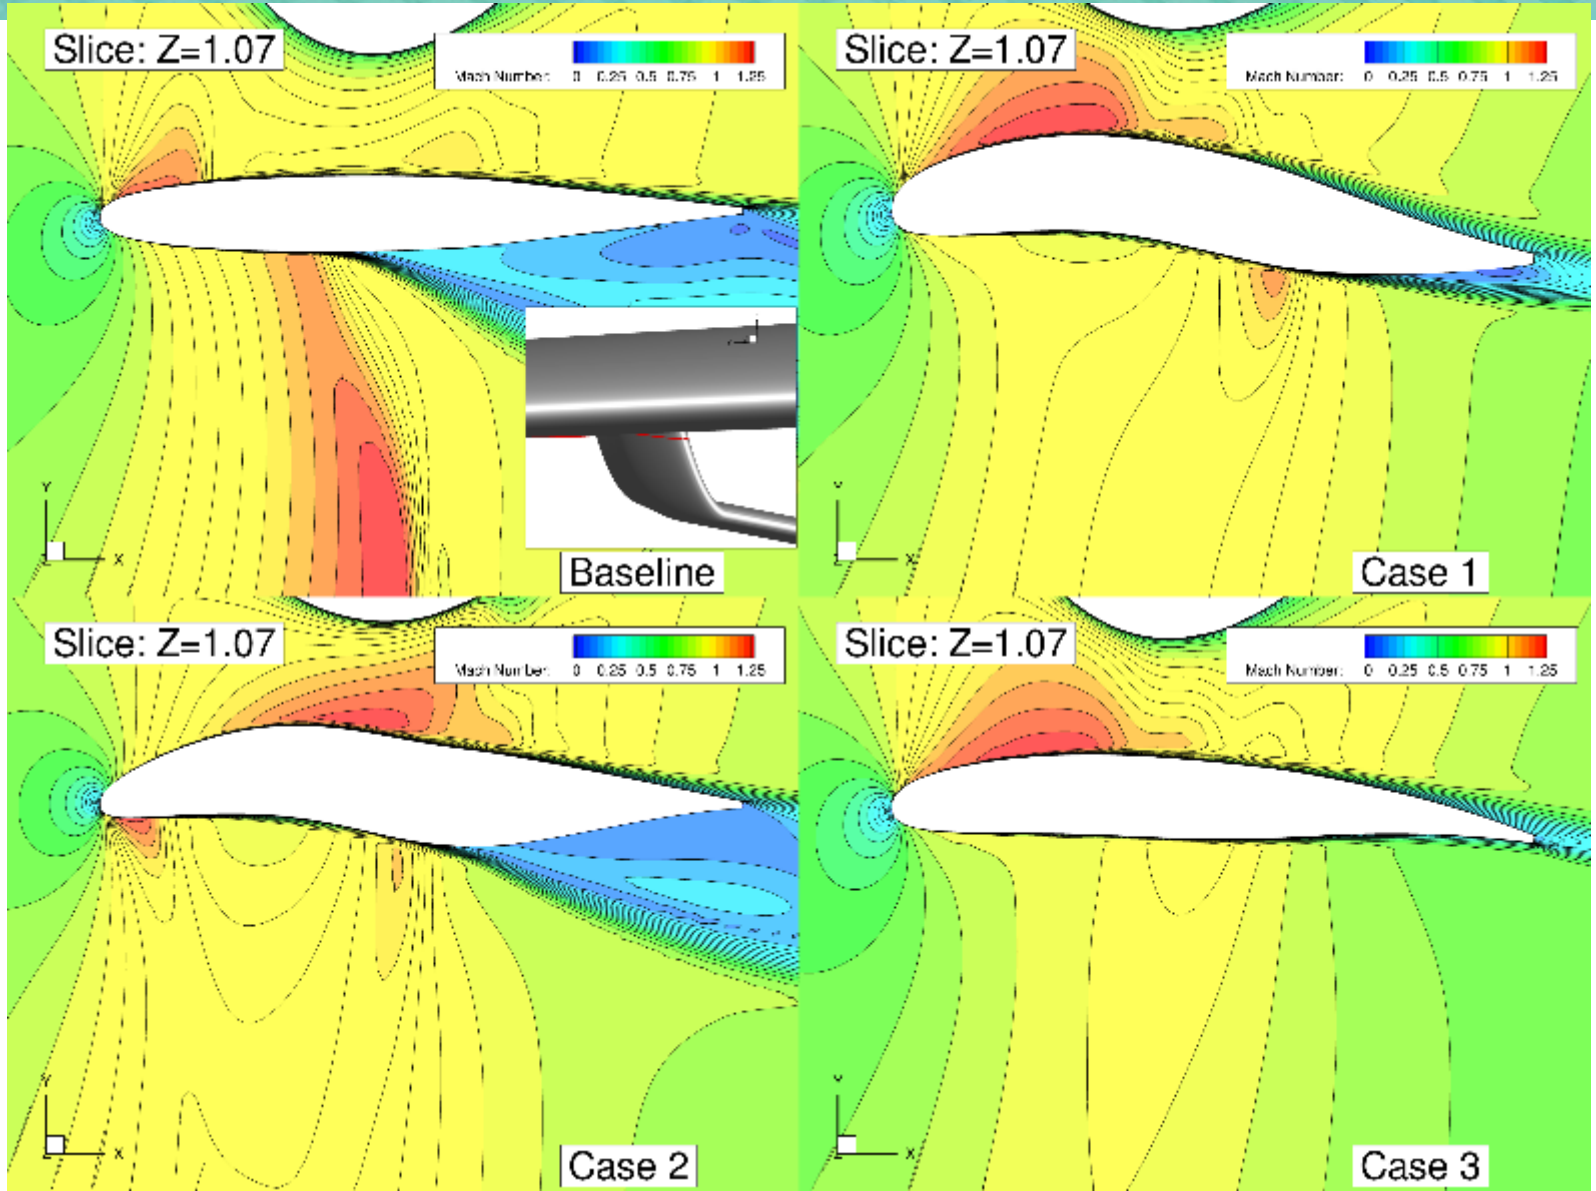 Slice: Z=1.07
Mach Number: 0 0.25 0.5 0.75 1 1.25
Slice: Z=1.07
Mach Number: 0 0.25 0.5 0.75 1 1.25
Y
X
Baseline
Y
X
Case 1
Slice: Z=1.07
Mach Number: 0 0.25 0.5 0.75 1 1.25
Slice: Z=1.07
Mach Number: 0 0.25 0.5 0.75 1 1.25
Y
Z X
Case 2
Y
Z X
Case 3